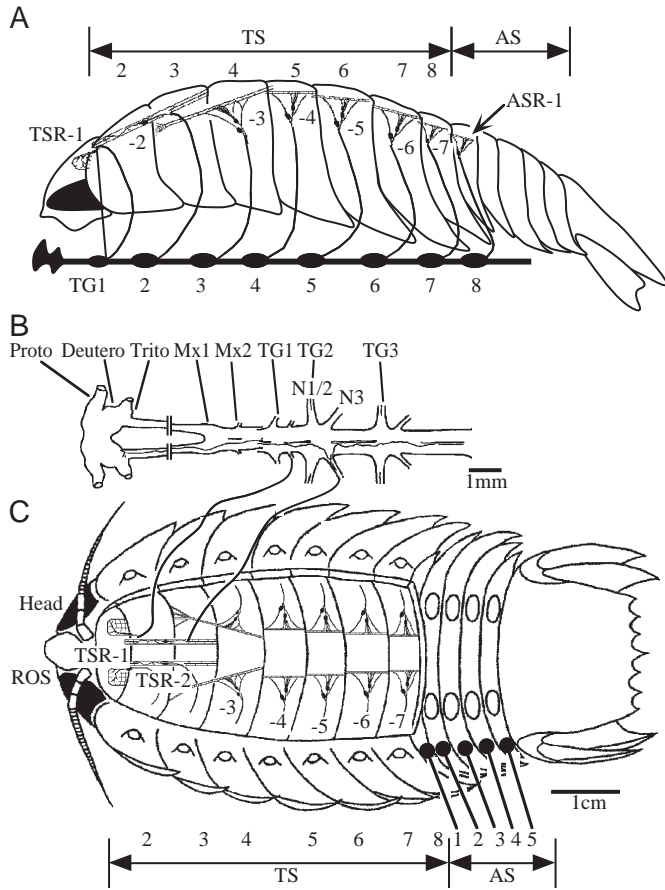 A
TS AS
2 3 4 5 6 7 8
ASR-1
TSR-1
-2 -3 -4 -5 -6 -7
TG1 2 3 4 5 6 7 8
B
Proto Deutero Trito Mx1 Mx2 TG1 TG2 TG3
N1/2 N3
1mm
C
Head
TSR-1
ROS
TSR-2
-3 -4 -5 -6 -7
1cm
2 3 4 5 6 7 8 1 2 3 4 5
TS AS